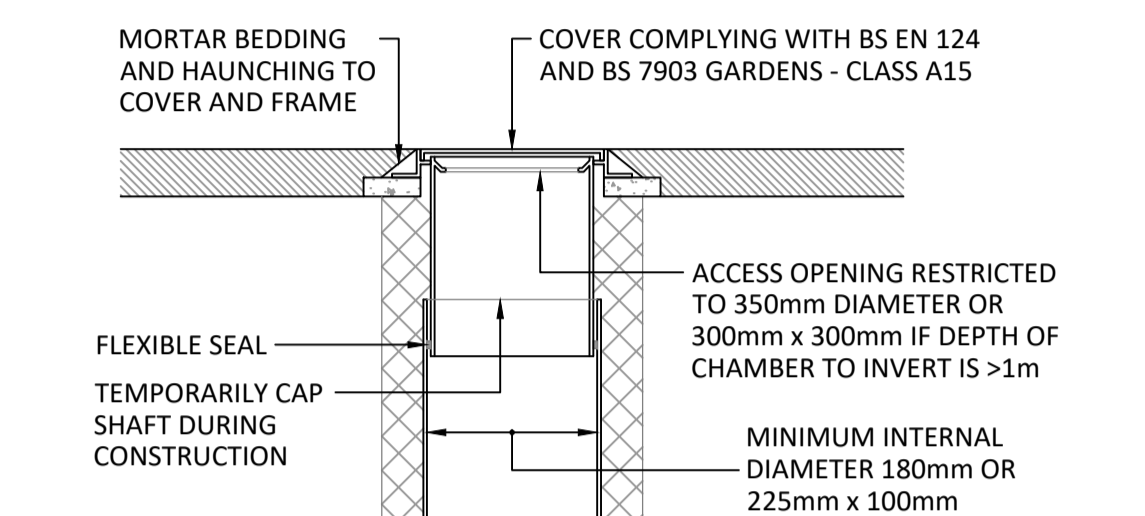 MORTAR BEDDING
AND HAUNCHING TO
COVER AND FRAME
COVER COMPLYING WITH BS EN 124
AND BS 7903 GARDENS - CLASS A15
ACCESS OPENING RESTRICTED
TO 350mm DIAMETER OR
300mm x 300mm IF DEPTH OF
CHAMBER TO INVERT IS >1m
FLEXIBLE SEAL
TEMPORARILY CAP
SHAFT DURING
CONSTRUCTION
MINIMUM INTERNAL
DIAMETER 180mm OR
225mm x 100mm